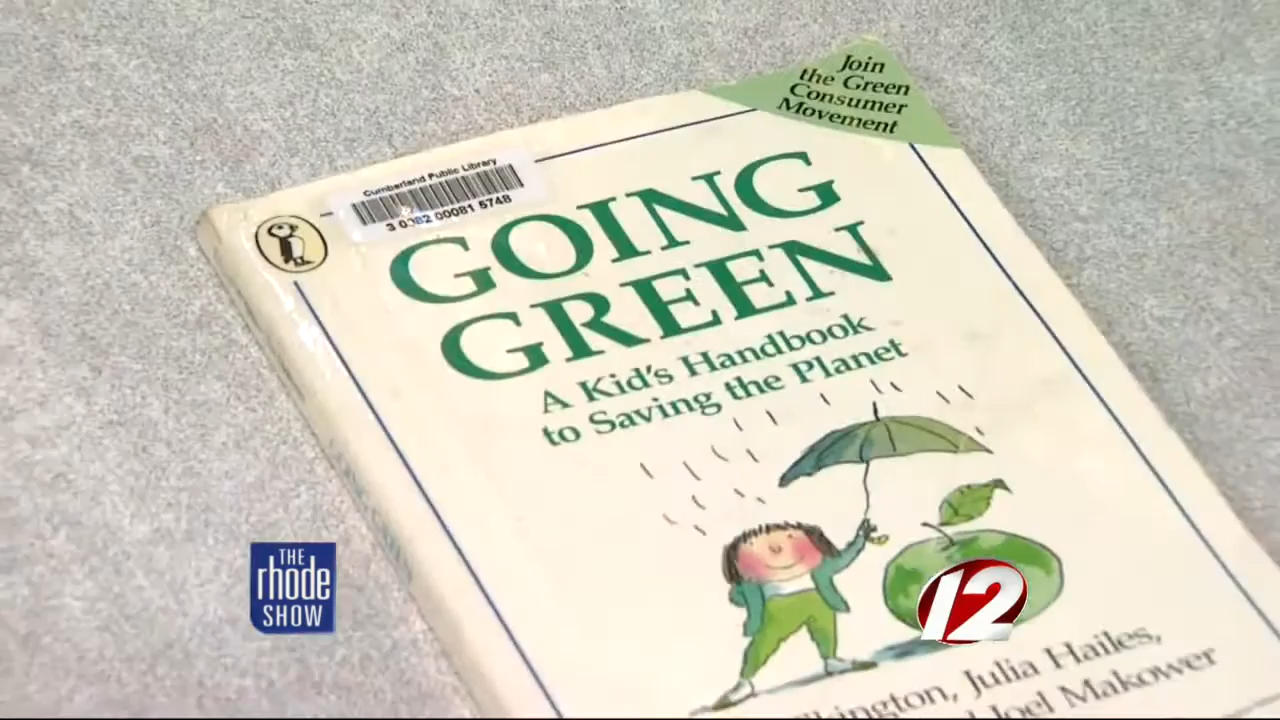 Join
the Green
Consumer
Movement
Cumberland Public Library
3 0082 00081 5748
GOING
GREEN
A Kid's Handbook
to Saving the Planet
Julia Hailes,
Joel Makower
THE
rhode
SHOW
12